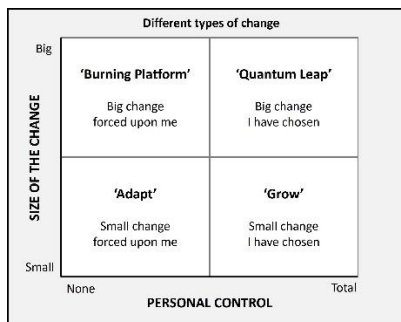 Different types of change
Big
'Burning Platform'
Big change
forced upon me
'Quantum Leap'
Big change
I have chosen
SIZE OF THE CHANGE
'Adapt'
Small change
forced upon me
'Grow'
Small change
I have chosen
Small
None
Total
PERSONAL CONTROL